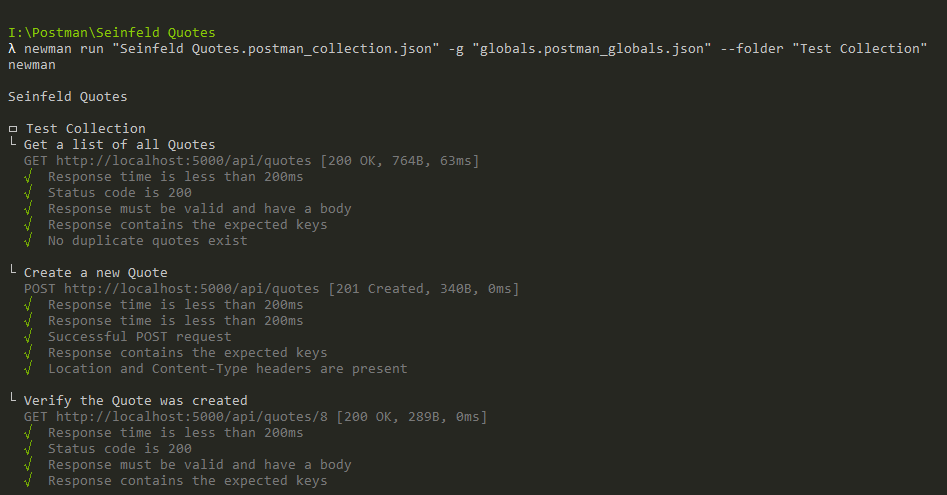 I:\Postman\Seinfeld Quotes
λ newman run "Seinfeld Quotes.postman_collection.json" -g "globals.postman_globals.json" --folder "Test Collection"
newman

Seinfeld Quotes

□ Test Collection
└ Get a list of all Quotes
  GET http://localhost:5000/api/quotes [200 OK, 764B, 63ms]
  √  Response time is less than 200ms
  √  Status code is 200
  √  Response must be valid and have a body
  √  Response contains the expected keys
  √  No duplicate quotes exist

└ Create a new Quote
  POST http://localhost:5000/api/quotes [201 Created, 340B, 0ms]
  √  Response time is less than 200ms
  √  Response time is less than 200ms
  √  Successful POST request
  √  Response contains the expected keys
  √  Location and Content-Type headers are present

└ Verify the Quote was created
  GET http://localhost:5000/api/quotes/8 [200 OK, 289B, 0ms]
  √  Response time is less than 200ms
  √  Status code is 200
  √  Response must be valid and have a body
  √  Response contains the expected keys